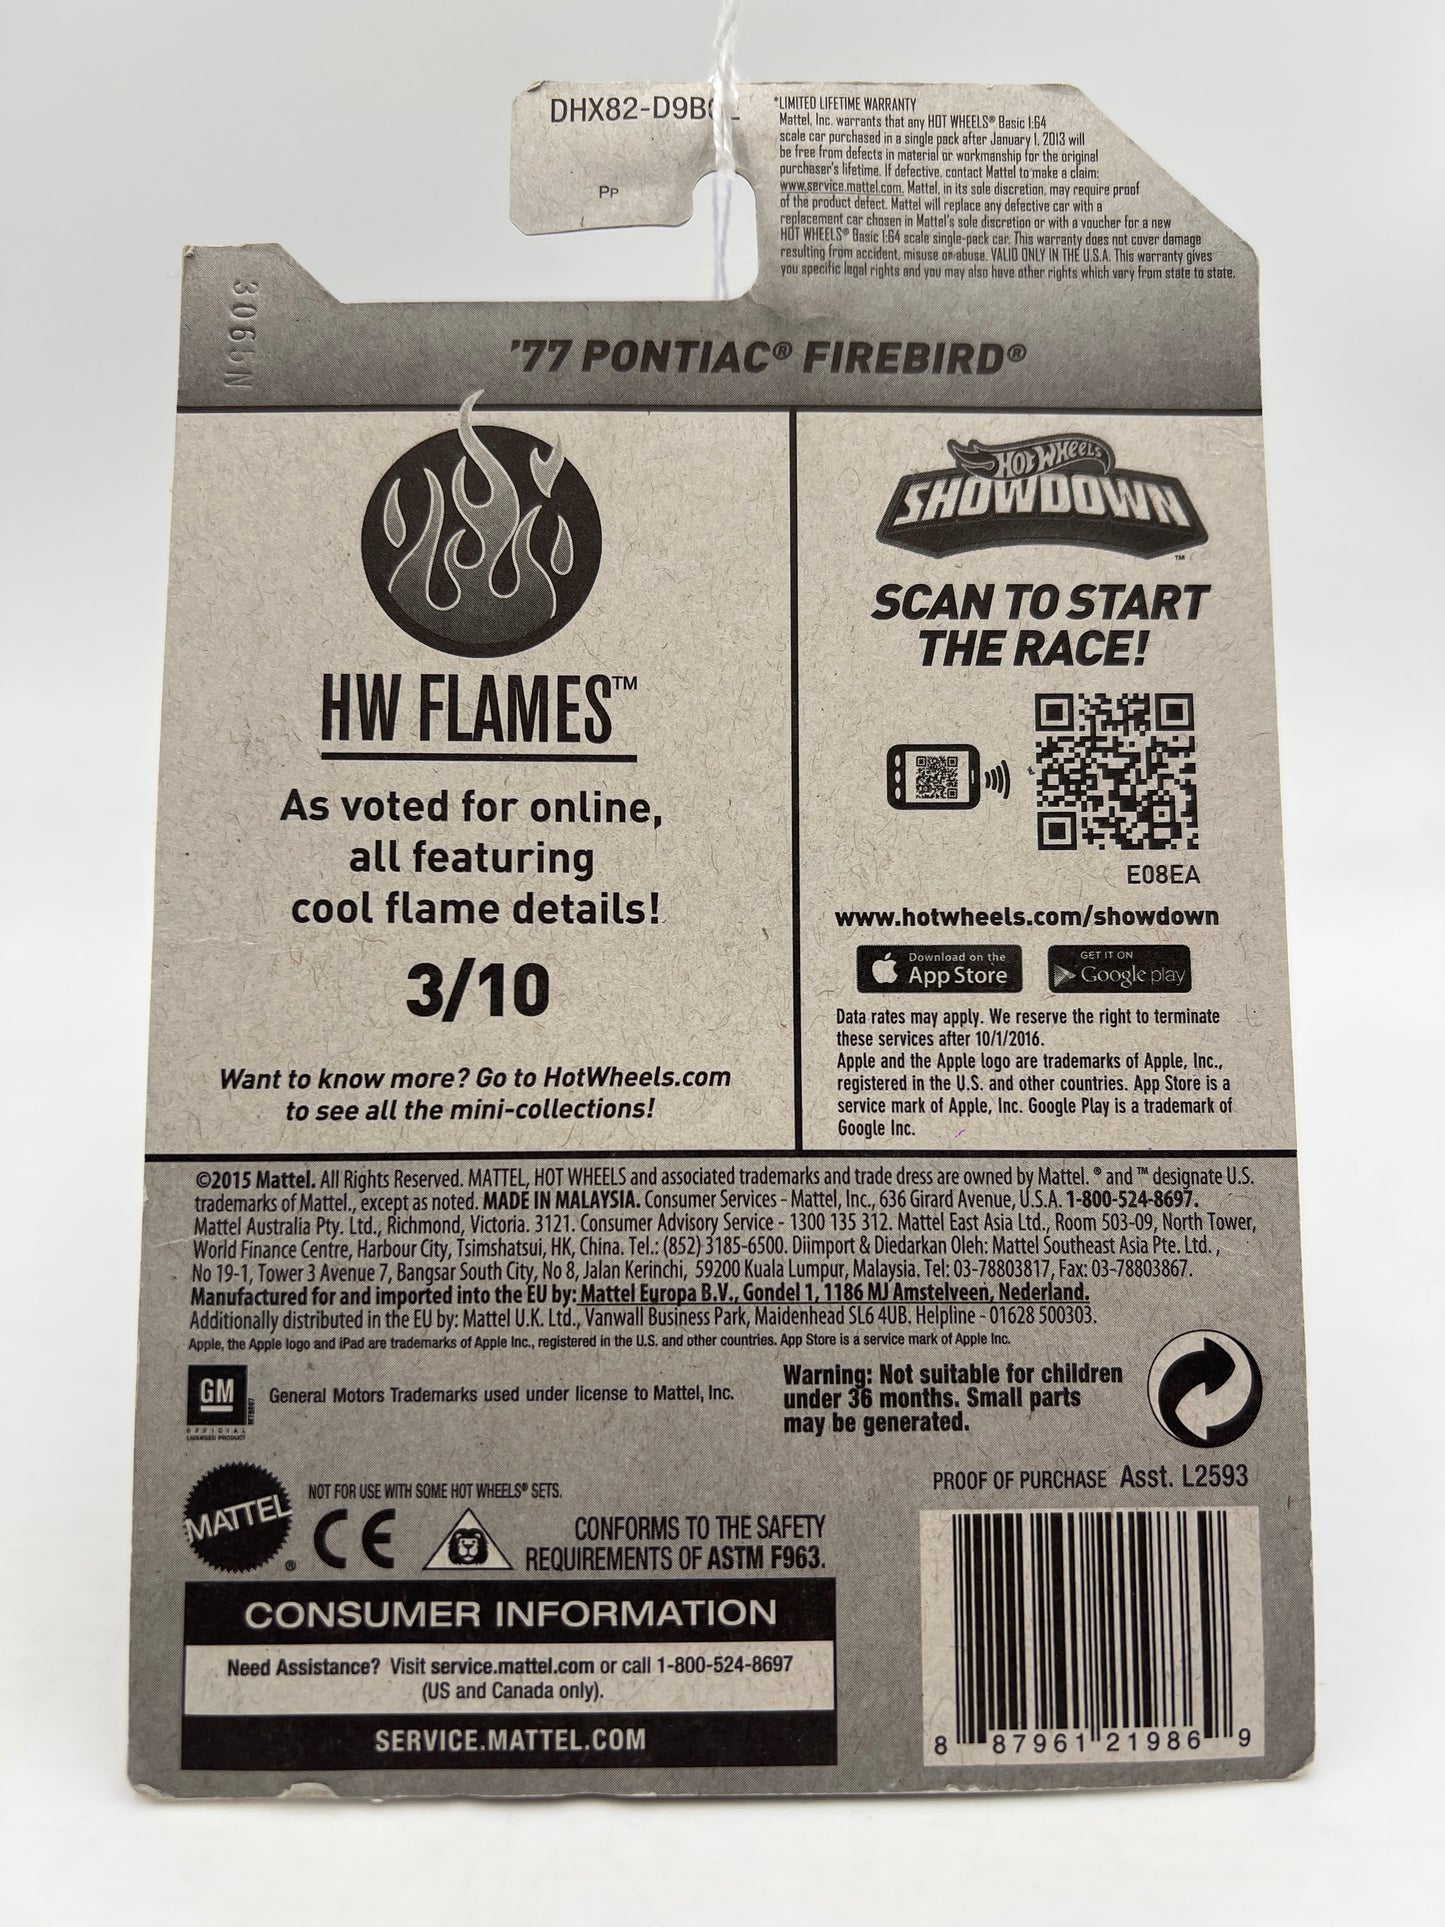 DHX82-D9B
Pp
*LIMITED LIFETIME WARRANTY
Mattel, Inc. warrants that any HOT WHEELS® Basic 1:64
scale car purchased in a single pack after January 1, 2013 will
be free from defects in material or workmanship for the original
purchaser's lifetime. If defective, contact Mattel to make a claim:
www.service.mattel.com. Mattel, in its sole discretion, may require proof
of the product defect. Mattel will replace any defective car with a
replacement car chosen in Mattel's sole discretion or with a voucher for a new
HOT WHEELS® Basic 1:64 scale single-pack car. This warranty does not cover damage
resulting from accident, misuse or abuse. VALID ONLY IN THE U.S.A. This warranty gives
you specific legal rights and you may also have other rights which vary from state to state.
3065N
'77 PONTIAC® FIREBIRD®
HW FLAMES™
As voted for online,
all featuring
cool flame details!
3/10
Want to know more? Go to HotWheels.com
to see all the mini-collections!
HOT WHEELS
SHOWDOWN™
SCAN TO START
THE RACE!
E08EA
www.hotwheels.com/showdown
Download on the
App Store
GET IT ON
Google play
Data rates may apply. We reserve the right to terminate
these services after 10/1/2016.
Apple and the Apple logo are trademarks of Apple, Inc.,
registered in the U.S. and other countries. App Store is a
service mark of Apple, Inc. Google Play is a trademark of
Google Inc.
©2015 Mattel. All Rights Reserved. MATTEL, HOT WHEELS and associated trademarks and trade dress are owned by Mattel. ® and ™ designate U.S.
trademarks of Mattel., except as noted. MADE IN MALAYSIA. Consumer Services - Mattel, Inc., 636 Girard Avenue, U.S.A. 1-800-524-8697.
Mattel Australia Pty. Ltd., Richmond, Victoria. 3121. Consumer Advisory Service - 1300 135 312. Mattel East Asia Ltd., Room 503-09, North Tower,
World Finance Centre, Harbour City, Tsimshatsui, HK, China. Tel.: (852) 3185-6500. Diimport & Diedarkan Oleh: Mattel Southeast Asia Pte. Ltd. ,
No 19-1, Tower 3 Avenue 7, Bangsar South City, No 8, Jalan Kerinchi, 59200 Kuala Lumpur, Malaysia. Tel: 03-78803817, Fax: 03-78803867.
Manufactured for and imported into the EU by: Mattel Europa B.V., Gondel 1, 1186 MJ Amstelveen, Nederland.
Additionally distributed in the EU by: Mattel U.K. Ltd., Vanwall Business Park, Maidenhead SL6 4UB. Helpline - 01628 500303.
Apple, the Apple logo and iPad are trademarks of Apple Inc., registered in the U.S. and other countries. App Store is a service mark of Apple Inc.
GM
OFFICIAL
LICENSED PRODUCT
General Motors Trademarks used under license to Mattel, Inc.
Warning: Not suitable for children
under 36 months. Small parts
may be generated.
MATTEL®
NOT FOR USE WITH SOME HOT WHEELS® SETS.
CE
CONFORMS TO THE SAFETY
REQUIREMENTS OF ASTM F963.
PROOF OF PURCHASE Asst. L2593
CONSUMER INFORMATION
Need Assistance? Visit service.mattel.com or call 1-800-524-8697
(US and Canada only).
SERVICE.MATTEL.COM
8 87961 21986 9